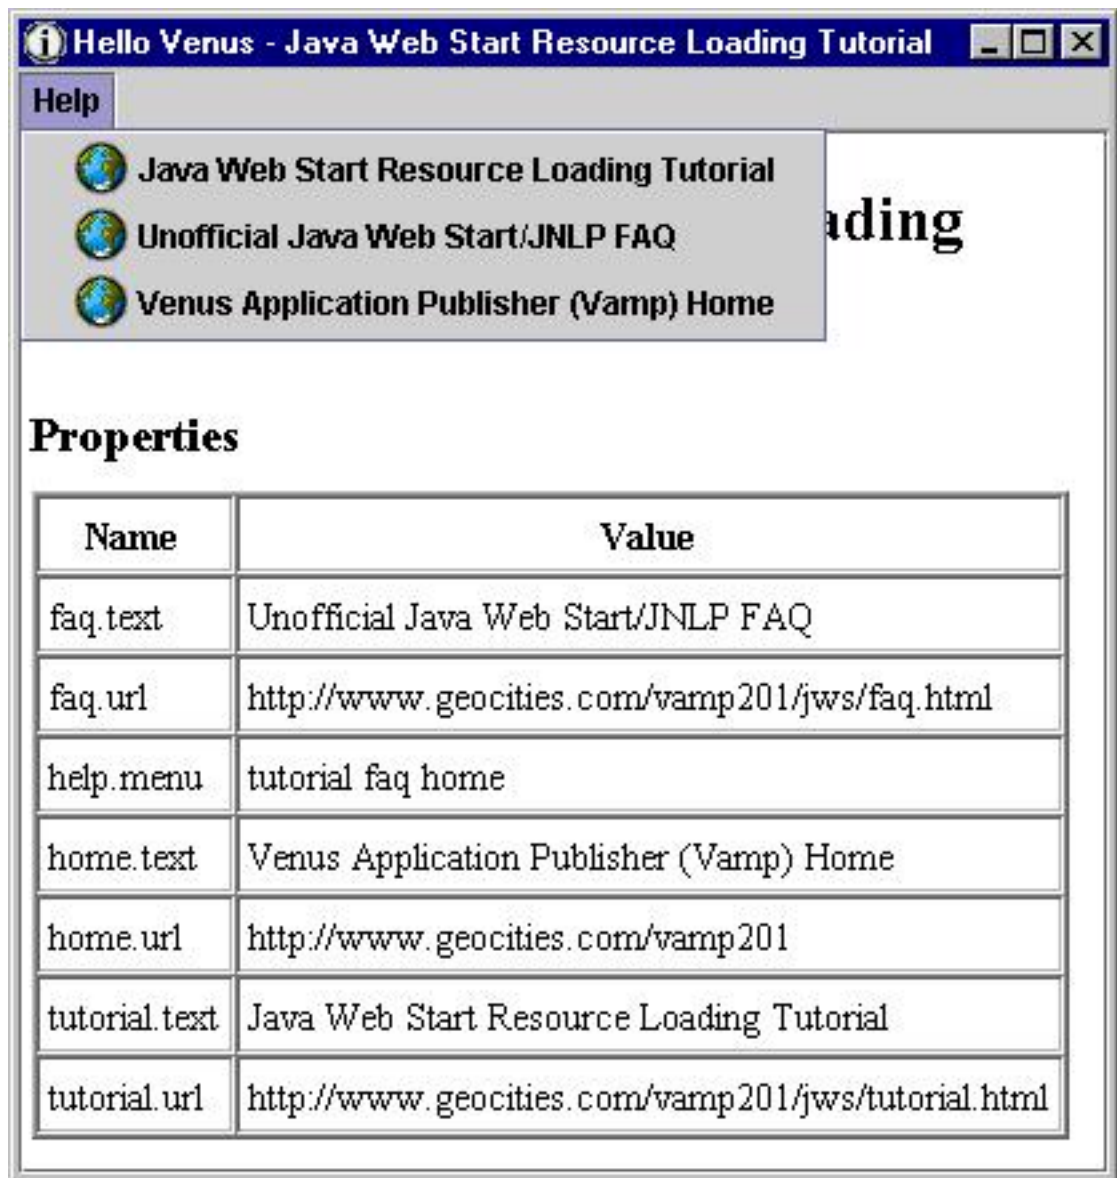 Hello Venus - Java Web Start Resource Loading Tutorial
Help
Java Web Start Resource Loading Tutorial
Unofficial Java Web Start/JNLP FAQ
Venus Application Publisher (Vamp) Home
Properties
Name Value
faq.text Unofficial Java Web Start/JNLP FAQ
faq.url http://www.geocities.com/vamp201/jws/faq.html
help.menu tutorial faq home
home.text Venus Application Publisher (Vamp) Home
home.url http://www.geocities.com/vamp201
tutorial.text Java Web Start Resource Loading Tutorial
tutorial.url http://www.geocities.com/vamp201/jws/tutorial.html